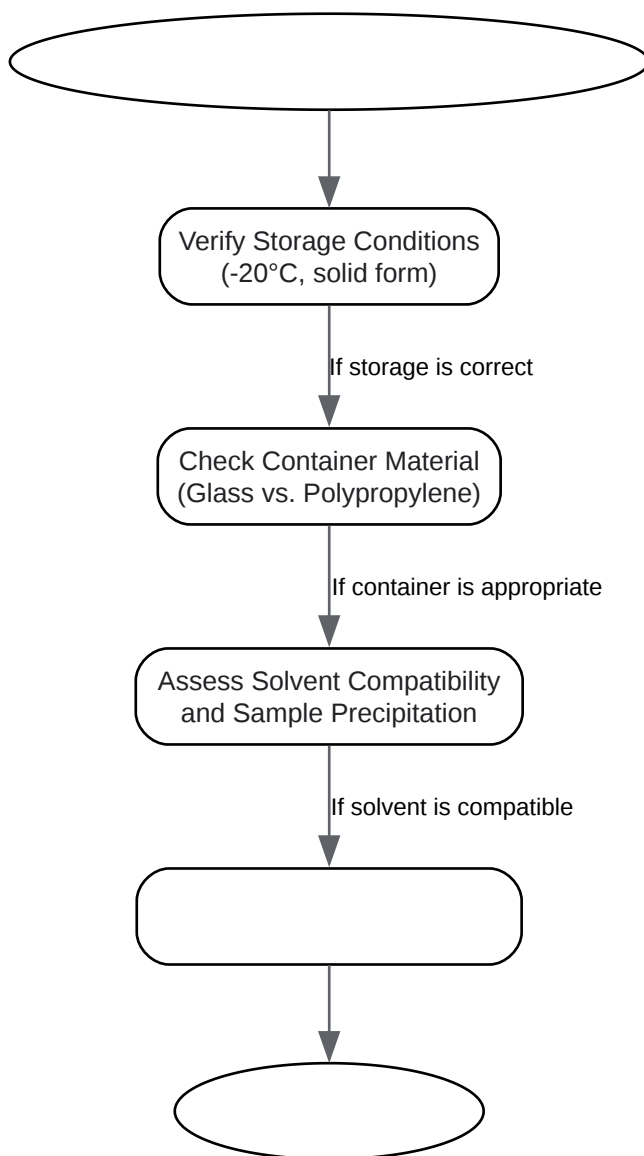 Verify Storage Conditions
(-20°C, solid form)
If storage is correct
Check Container Material
(Glass vs. Polypropylene)
If container is appropriate
Assess Solvent Compatibility
and Sample Precipitation
If solvent is compatible